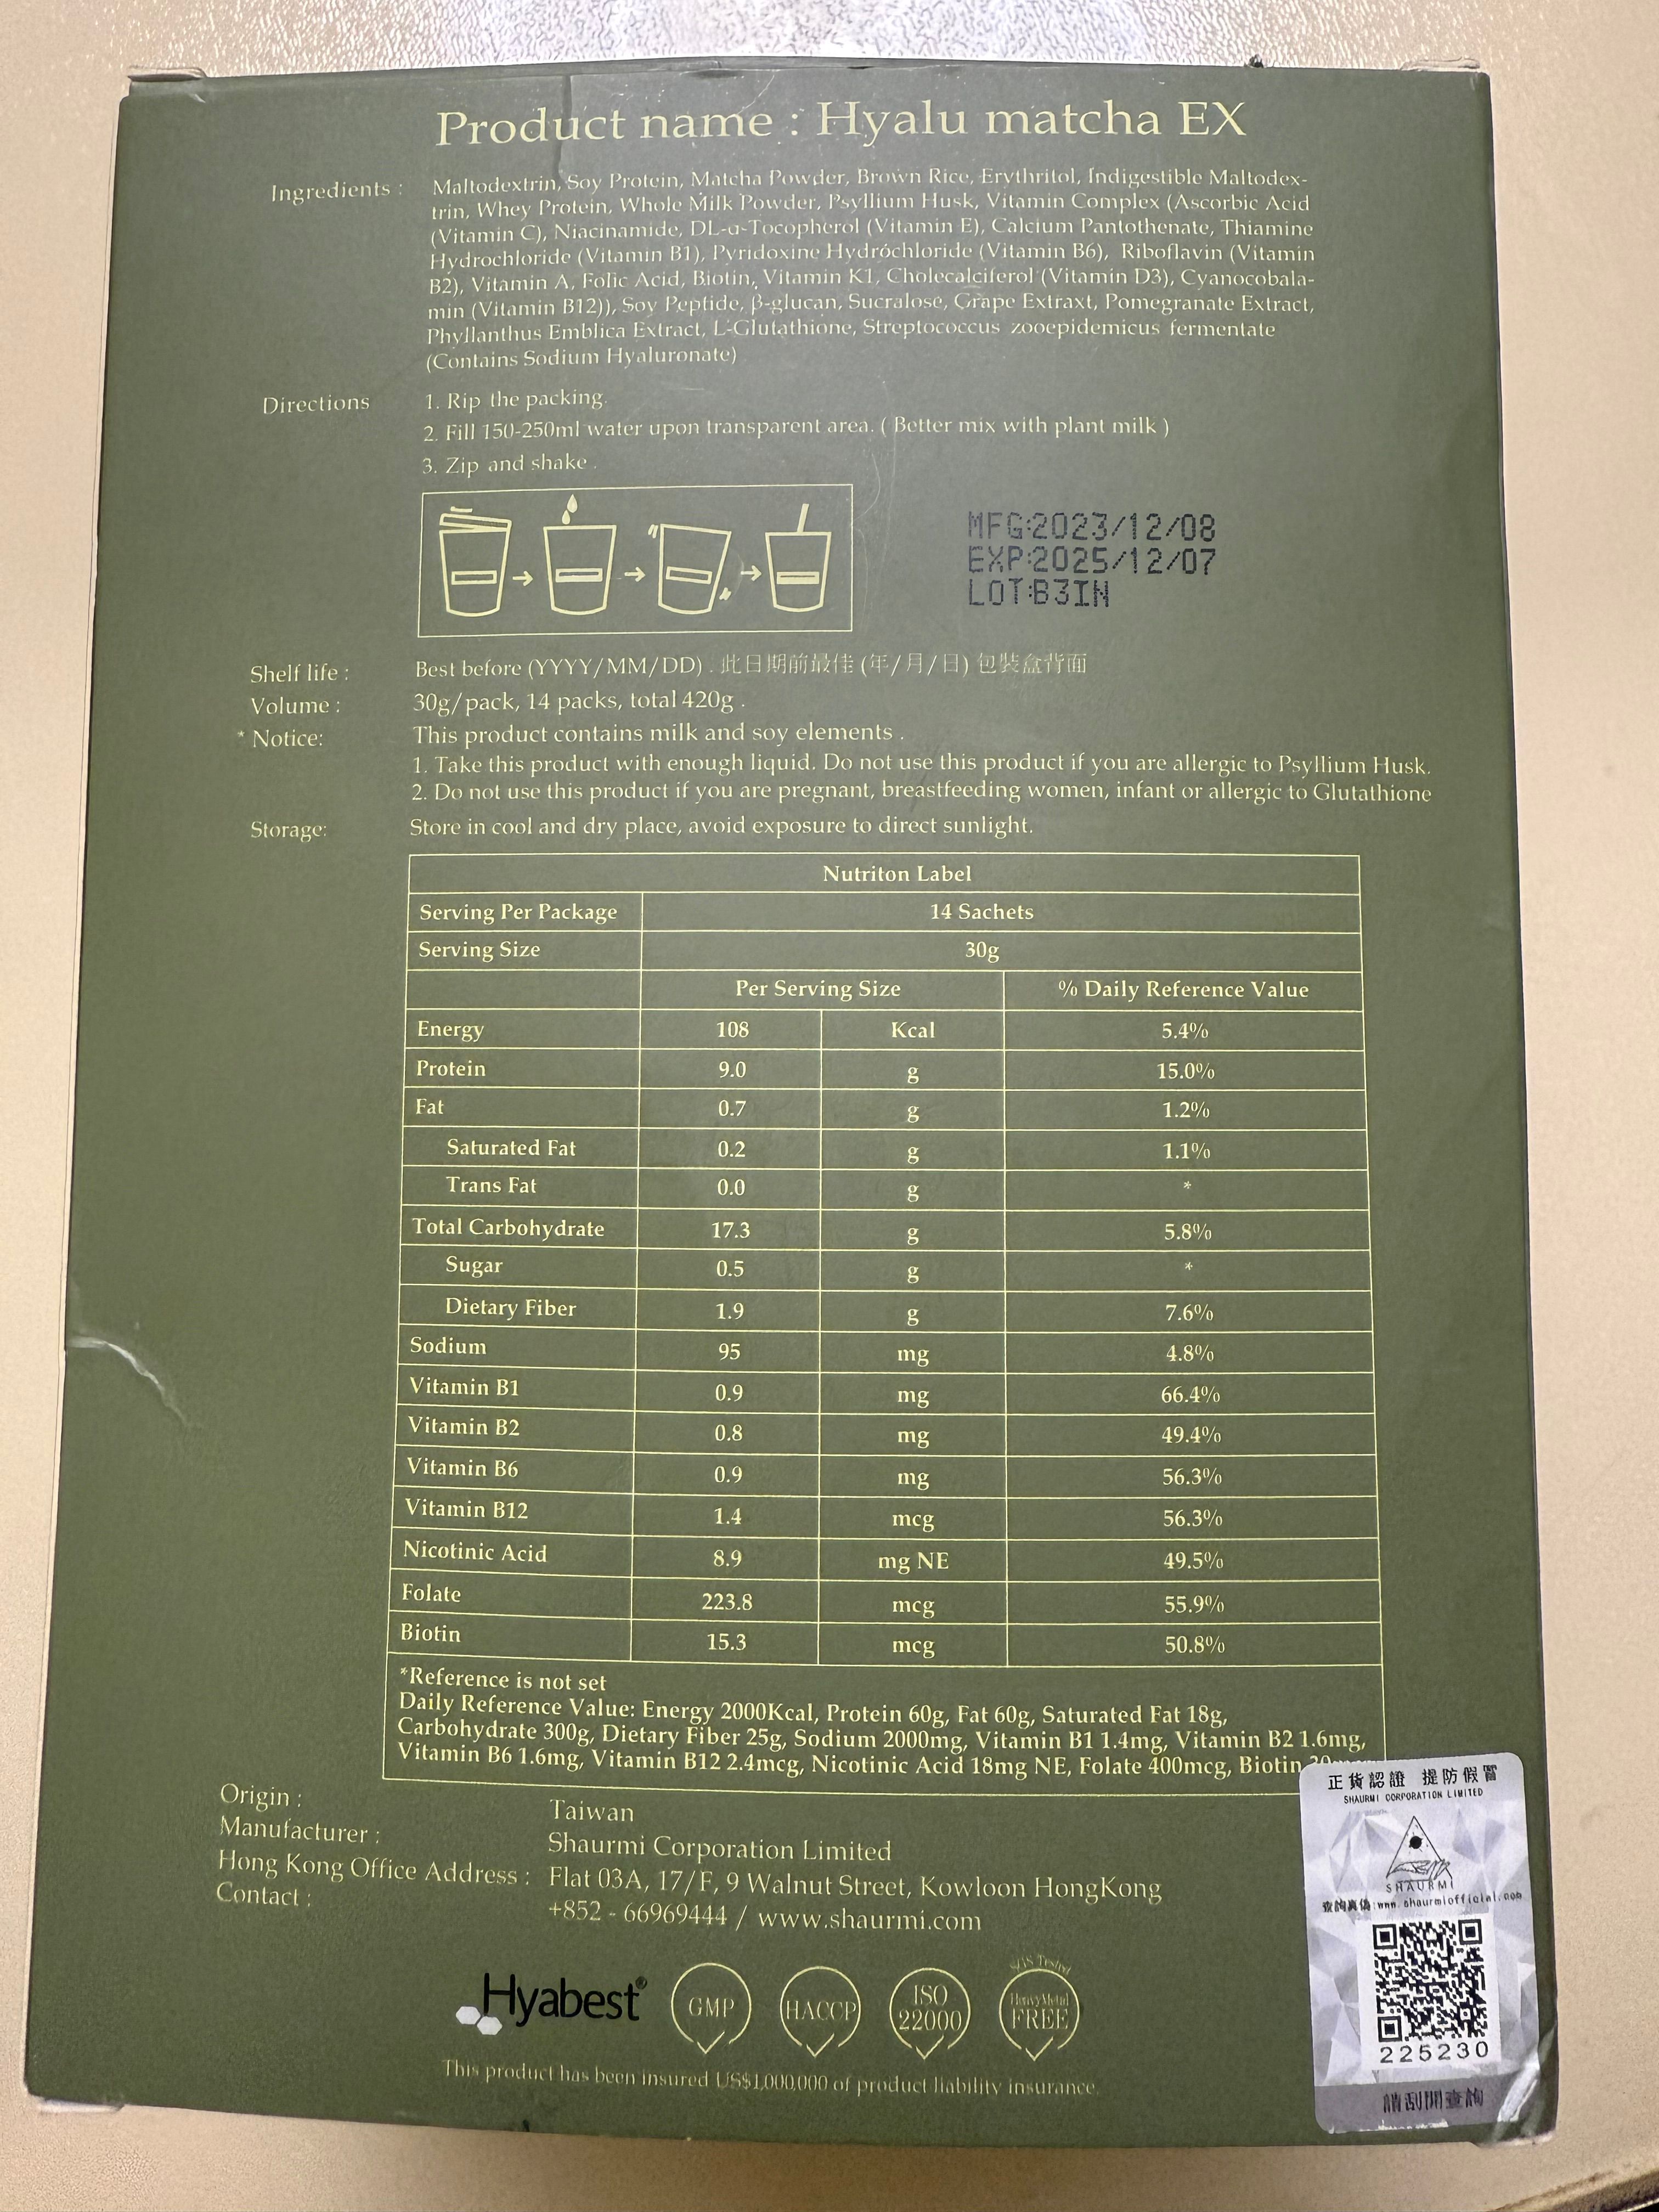 Product name : Hyalu matcha EX
Ingredients : Maltodextrin, Soy Protein, Matcha Powder, Brown Rice, Erythritol, Indigestible Maltodex-
trin, Whey Protein, Whole Milk Powder, Psyllium Husk, Vitamin Complex (Ascorbic Acid
(Vitamin C), Niacinamide, DL-α-Tocopherol (Vitamin E), Calcium Pantothenate, Thiamine
Hydrochloride (Vitamin B1), Pyridoxine Hydróchloride (Vitamin B6), Riboflavin (Vitamin
B2), Vitamin A, Folic Acid, Biotin, Vitamin K1, Cholecalciferol (Vitamin D3), Cyanocobala-
min (Vitamin B12)), Soy Peptide, β-glucan, Sucralose, Grape Extraxt, Pomegranate Extract,
Phyllanthus Emblica Extract, L-Glutathione, Streptococcus zooepidemicus fermentate
(Contains Sodium Hyaluronate)
Directions 1. Rip the packing.
2. Fill 150-250ml water upon transparent area. ( Better mix with plant milk )
3. Zip and shake .
MFG:2023/12/08
EXP:2025/12/07
LOT:B3IN
Shelf life : Best before (YYYY/MM/DD) . 此日期前最佳 (年/月/日) 包裝盒背面
Volume : 30g/pack, 14 packs, total 420g .
* Notice: This product contains milk and soy elements .
1. Take this product with enough liquid. Do not use this product if you are allergic to Psyllium Husk.
2. Do not use this product if you are pregnant, breastfeeding women, infant or allergic to Glutathione
Storage: Store in cool and dry place, avoid exposure to direct sunlight.
Nutriton Label
Serving Per Package 14 Sachets
Serving Size 30g
Per Serving Size % Daily Reference Value
Energy 108 Kcal 5.4%
Protein 9.0 g 15.0%
Fat 0.7 g 1.2%
Saturated Fat 0.2 g 1.1%
Trans Fat 0.0 g *
Total Carbohydrate 17.3 g 5.8%
Sugar 0.5 g *
Dietary Fiber 1.9 g 7.6%
Sodium 95 mg 4.8%
Vitamin B1 0.9 mg 66.4%
Vitamin B2 0.8 mg 49.4%
Vitamin B6 0.9 mg 56.3%
Vitamin B12 1.4 mcg 56.3%
Nicotinic Acid 8.9 mg NE 49.5%
Folate 223.8 mcg 55.9%
Biotin 15.3 mcg 50.8%
*Reference is not set
Daily Reference Value: Energy 2000Kcal, Protein 60g, Fat 60g, Saturated Fat 18g,
Carbohydrate 300g, Dietary Fiber 25g, Sodium 2000mg, Vitamin B1 1.4mg, Vitamin B2 1.6mg,
Vitamin B6 1.6mg, Vitamin B12 2.4mcg, Nicotinic Acid 18mg NE, Folate 400mcg, Biotin
Origin : Taiwan
Manufacturer : Shaurmi Corporation Limited
Hong Kong Office Address : Flat 03A, 17/F, 9 Walnut Street, Kowloon HongKong
Contact : +852 - 66969444 / www.shaurmi.com
Hyabest®
GMP
HACCP
ISO
22000
SGS Tested
HeavyMetal
FREE
This product has been insured US$1,000,000 of product liability insurance.
正貨認證 提防假冒
SHAURMI CORPORATION LIMITED
SHAURMI
查詢真偽:www.shaurmiofficial.com
225230
請刮開查詢